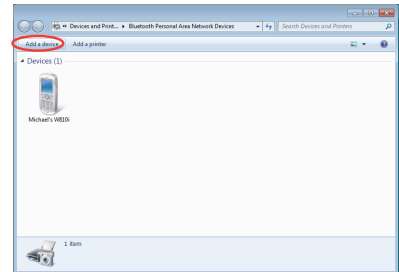 « Devices and Print... ▸ Bluetooth Personal Area Network Devices
Search Devices and Printers
Add a device
Add a printer
Devices (1)
Michael's W810i
1 item